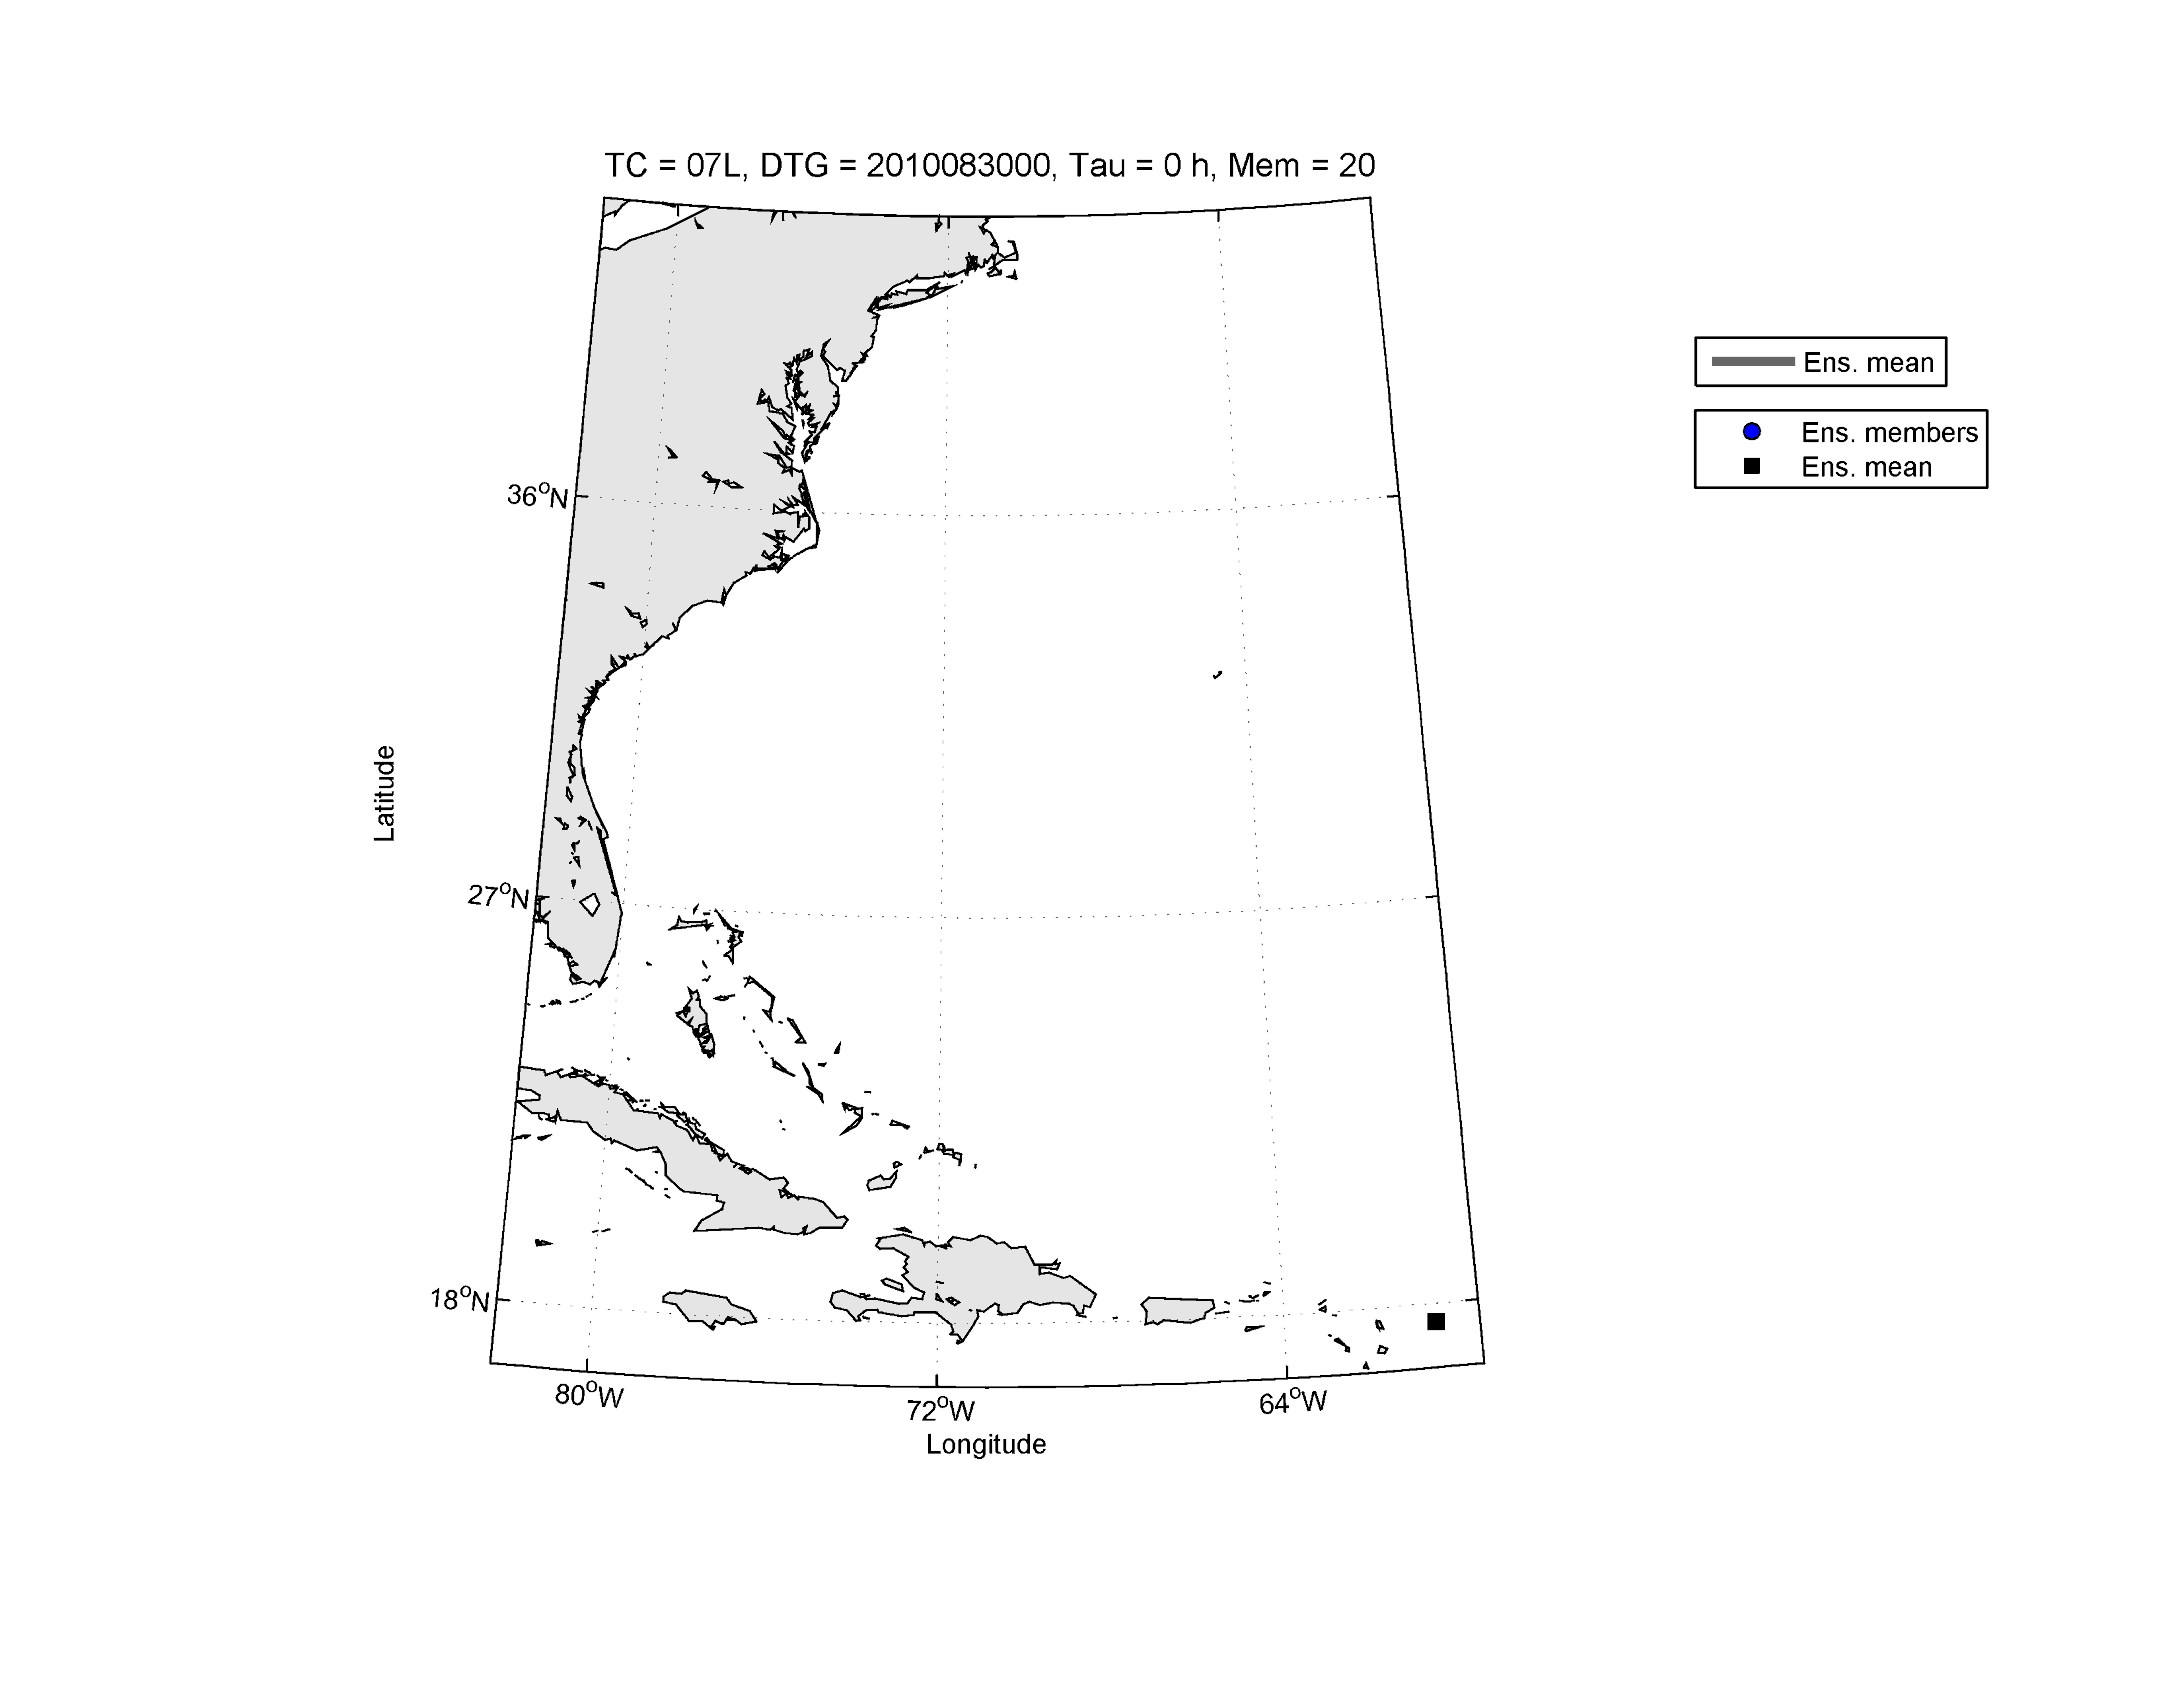 TC = 07L, DTG = 2010083000, Tau = 0 h, Mem = 20
Ens. mean
Ens. members
Ens. mean
36°N
27°N
18°N
Latitude
80°W
72°W
64°W
Longitude